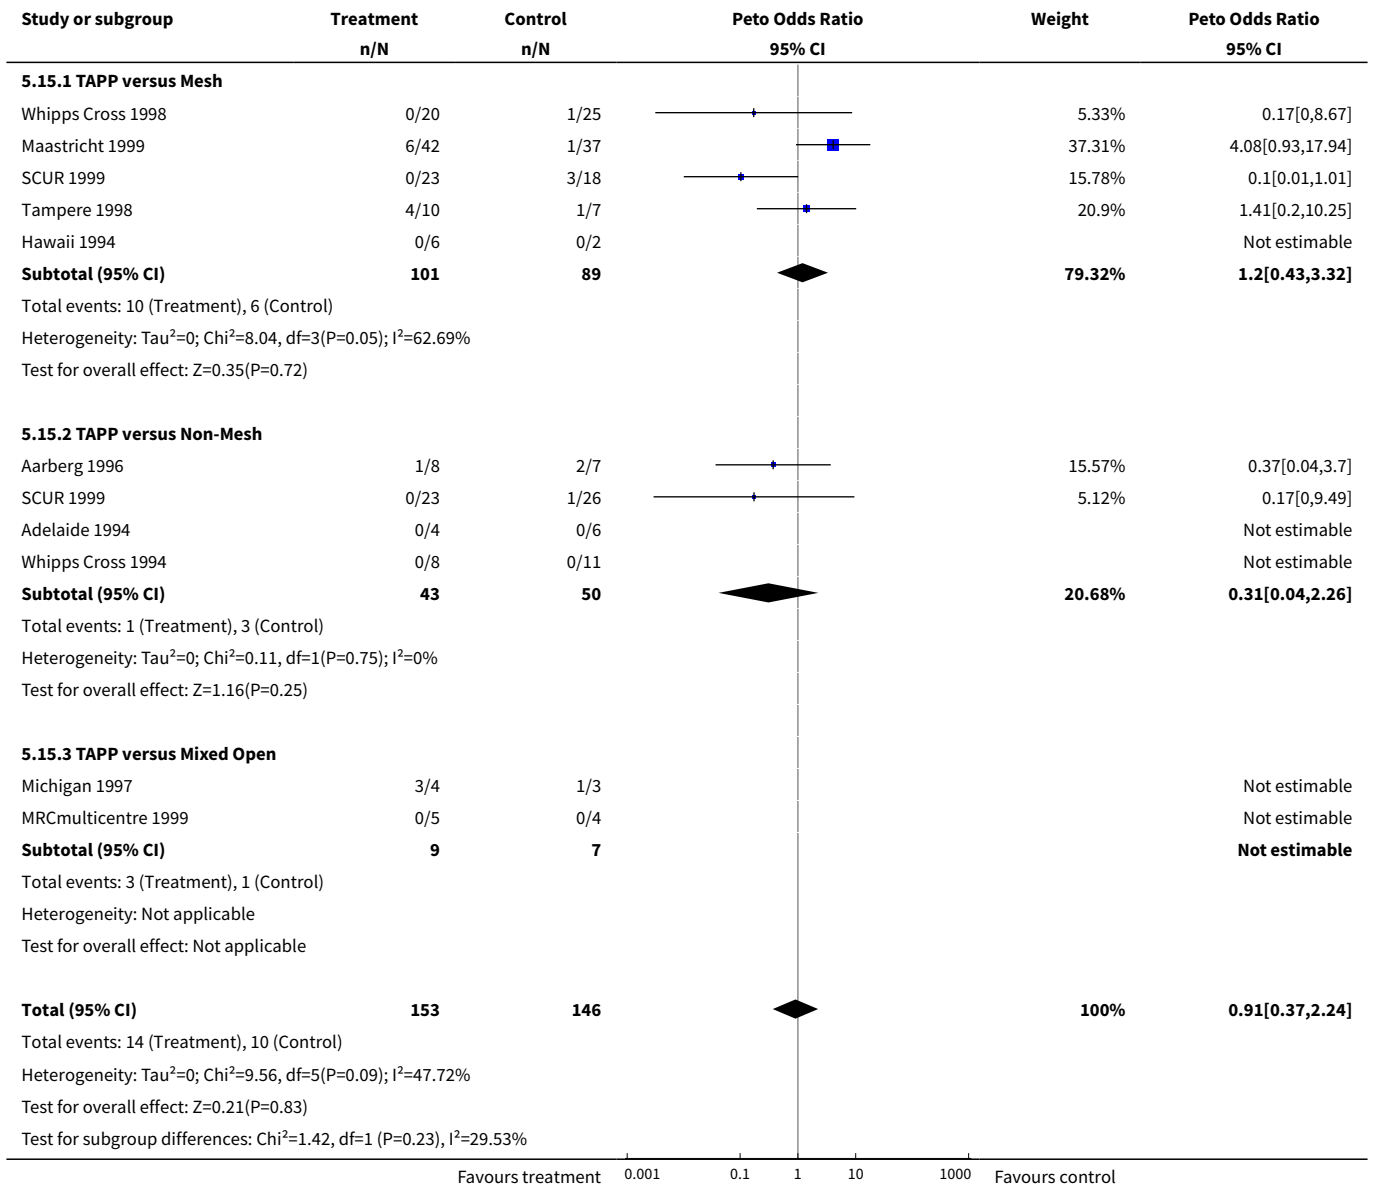 Study or subgroup Treatment Control Peto Odds Ratio Weight Peto Odds Ratio
n/N n/N 95% CI 95% CI
5.15.1 TAPP versus Mesh
Whipps Cross 1998 0/20 1/25 5.33% 0.17[0,8.67]
Maastricht 1999 6/42 1/37 37.31% 4.08[0.93,17.94]
SCUR 1999 0/23 3/18 15.78% 0.1[0.01,1.01]
Tampere 1998 4/10 1/7 20.9% 1.41[0.2,10.25]
Hawaii 1994 0/6 0/2 Not estimable
Subtotal (95% CI) 101 89 79.32% 1.2[0.43,3.32]
Total events: 10 (Treatment), 6 (Control)
Heterogeneity: Tau²=0; Chi²=8.04, df=3(P=0.05); I²=62.69%
Test for overall effect: Z=0.35(P=0.72)
5.15.2 TAPP versus Non-Mesh
Aarberg 1996 1/8 2/7 15.57% 0.37[0.04,3.7]
SCUR 1999 0/23 1/26 5.12% 0.17[0,9.49]
Adelaide 1994 0/4 0/6 Not estimable
Whipps Cross 1994 0/8 0/11 Not estimable
Subtotal (95% CI) 43 50 20.68% 0.31[0.04,2.26]
Total events: 1 (Treatment), 3 (Control)
Heterogeneity: Tau²=0; Chi²=0.11, df=1(P=0.75); I²=0%
Test for overall effect: Z=1.16(P=0.25)
5.15.3 TAPP versus Mixed Open
Michigan 1997 3/4 1/3 Not estimable
MRCmulticentre 1999 0/5 0/4 Not estimable
Subtotal (95% CI) 9 7 Not estimable
Total events: 3 (Treatment), 1 (Control)
Heterogeneity: Not applicable
Test for overall effect: Not applicable
Total (95% CI) 153 146 100% 0.91[0.37,2.24]
Total events: 14 (Treatment), 10 (Control)
Heterogeneity: Tau²=0; Chi²=9.56, df=5(P=0.09); I²=47.72%
Test for overall effect: Z=0.21(P=0.83)
Test for subgroup differences: Chi²=1.42, df=1 (P=0.23), I²=29.53%
Favours treatment 0.001 0.1 1 10 1000 Favours control